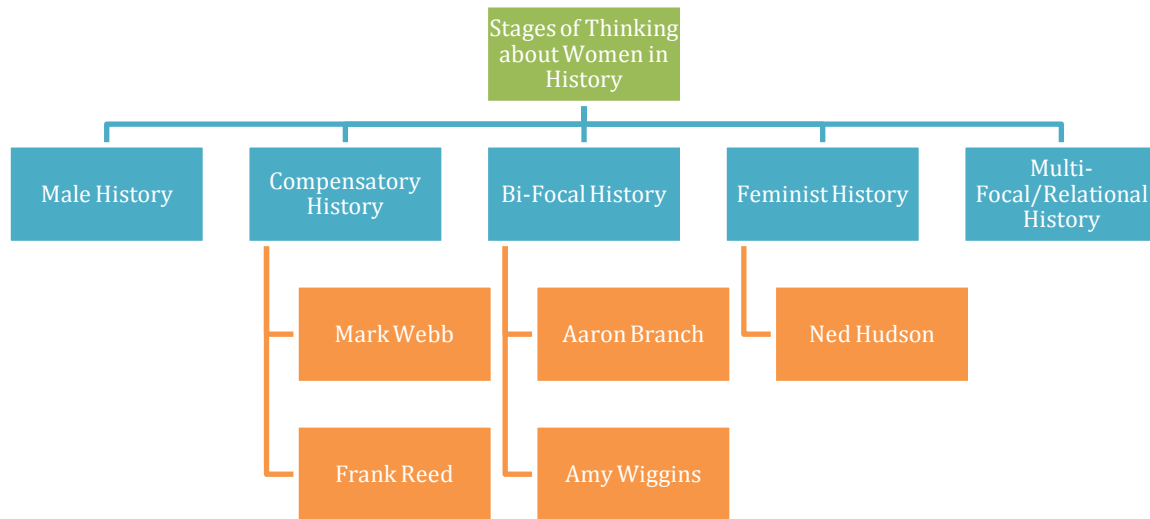 Stages of Thinking
about Women in
History
Male History
Compensatory
History
Bi-Focal History
Feminist History
Multi-
Focal/Relational
History
Mark Webb
Aaron Branch
Ned Hudson
Frank Reed
Amy Wiggins